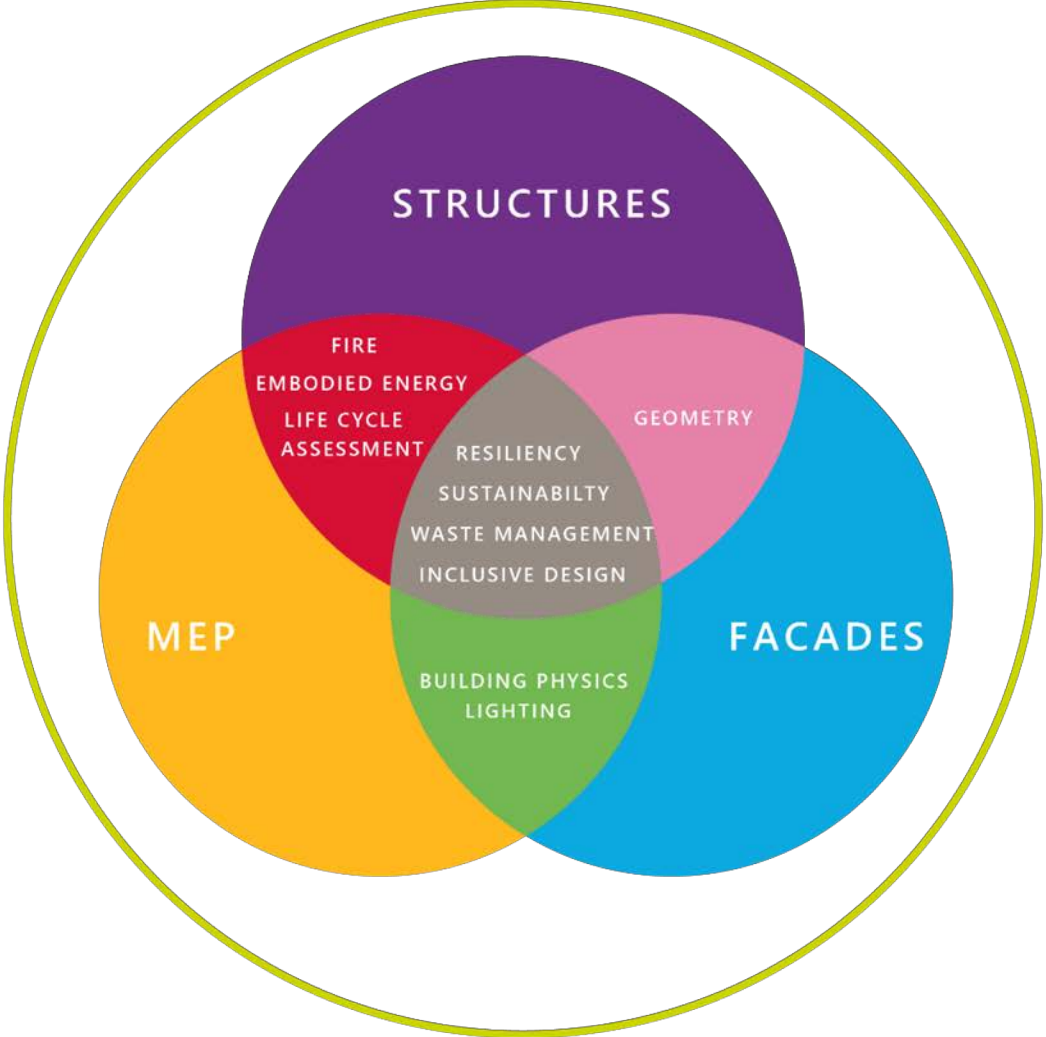 STRUCTURES
FIRE
EMBODIED ENERGY
LIFE CYCLE
ASSESSMENT
GEOMETRY
RESILIENCY
SUSTAINABILTY
WASTE MANAGEMENT
INCLUSIVE DESIGN
MEP
FACADES
BUILDING PHYSICS
LIGHTING